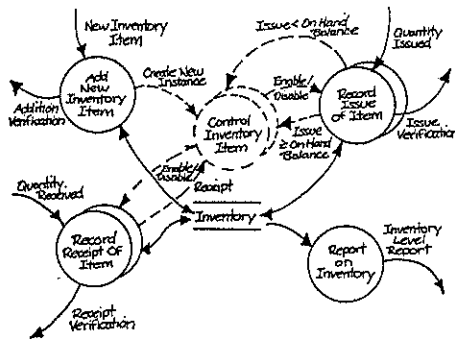 New Inventory
Item
Issue < On Hand
Balance
Quantity
Issued
Add
New
Inventory
Item
Create New
Instance
Enable/
Disable
Record
Issue
of Item
Addition
Verification
Control
Inventory
Item
Issue
≥ On Hand
Balance
Issue
Verification
Enable/
Disable
Receipt
Quantity
Received
Inventory
Record
Receipt Of
Item
Report
on
Inventory
Inventory
Level
Report
Receipt
Verification